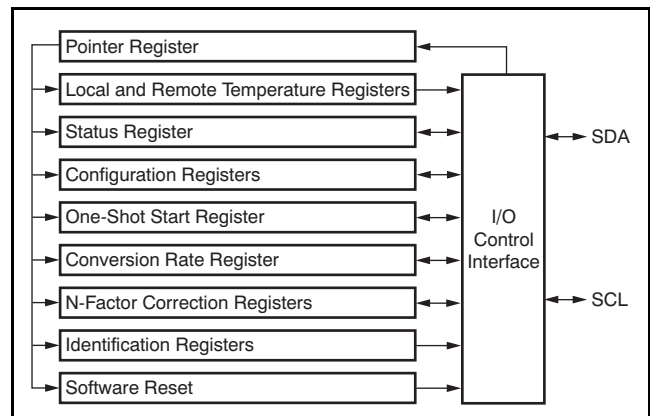 Pointer Register
Local and Remote Temperature Registers
Status Register
Configuration Registers
One-Shot Start Register
Conversion Rate Register
N-Factor Correction Registers
Identification Registers
Software Reset
I/O
Control
Interface
SDA
SCL